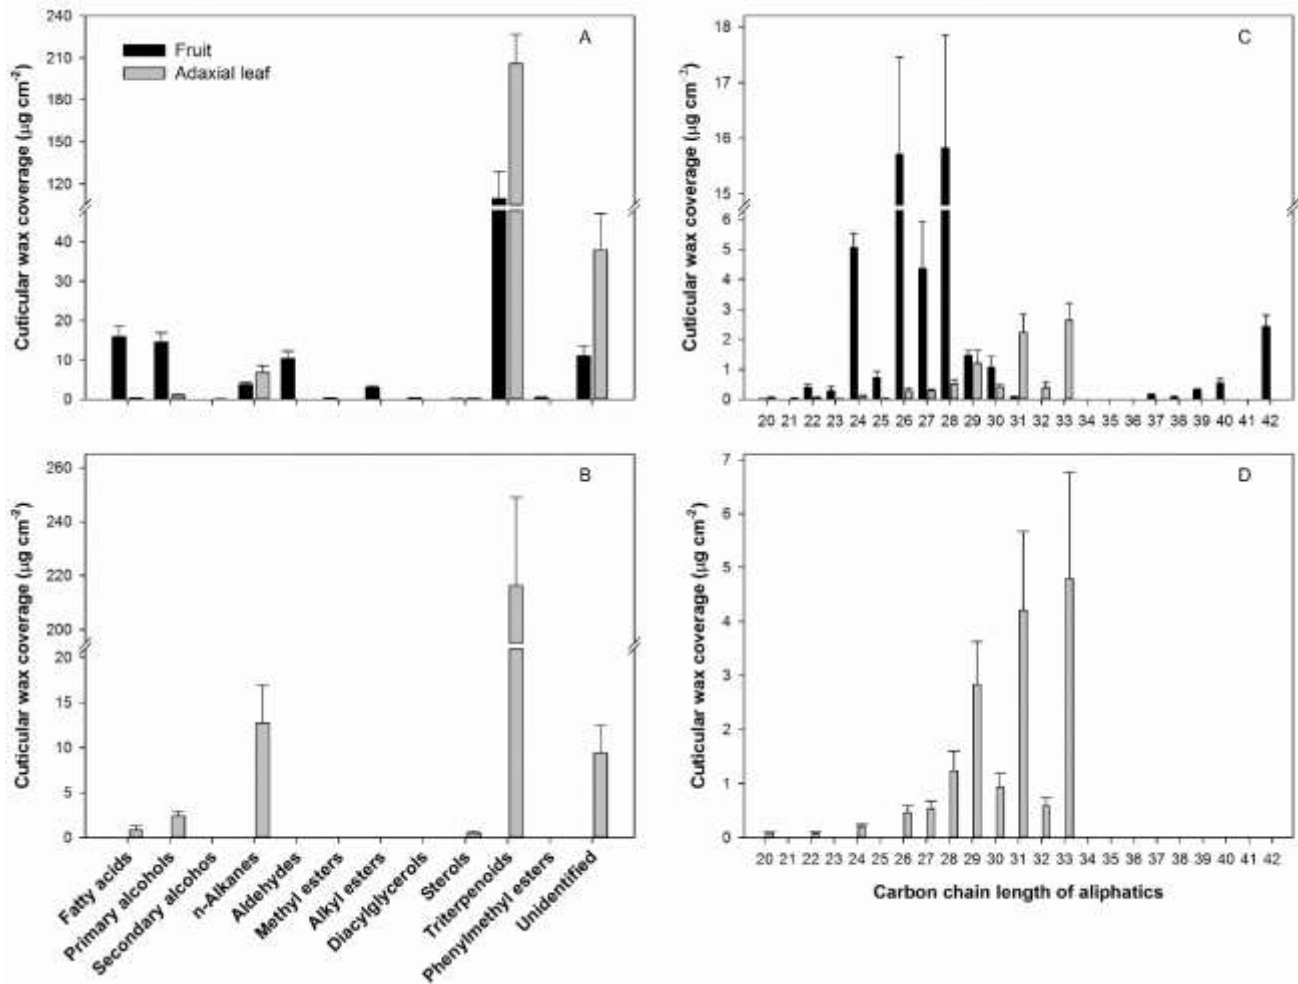 240
210
180
150
120
40
30
20
10
0
Cuticular wax coverage (µg cm⁻²)
Fruit
Adaxial leaf
A
18
17
16
15
6
5
4
3
2
1
0
Cuticular wax coverage (µg cm⁻²)
C
20 21 22 23 24 25 26 27 28 29 30 31 32 33 34 35 36 37 38 39 40 41 42
260
240
220
200
20
15
10
5
0
Cuticular wax coverage (µg cm⁻²)
B
Fatty acids
Primary alcohols
Secondary alcohos
n-Alkanes
Aldehydes
Methyl esters
Alkyl esters
Diacylglycerols
Sterols
Triterpenoids
Phenylmethyl esters
Unidentified
7
6
5
4
3
2
1
0
Cuticular wax coverage (µg cm⁻²)
D
20 21 22 23 24 25 26 27 28 29 30 31 32 33 34 35 36 37 38 39 40 41 42
Carbon chain length of aliphatics